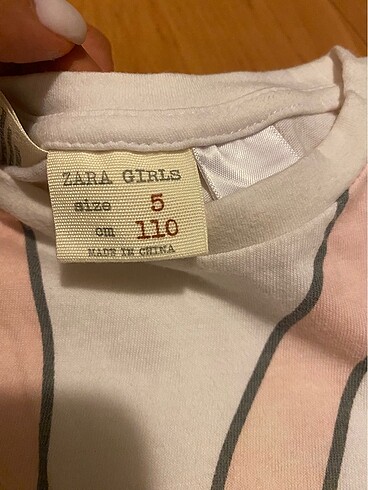 ZARA GIRLS
size 5
cm 110
MADE IN CHINA